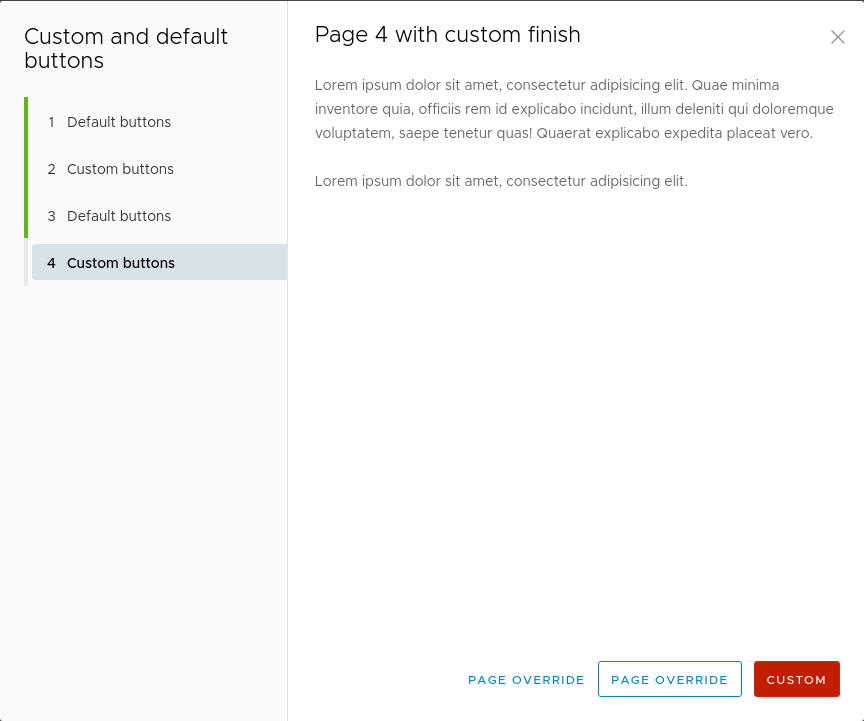 Custom and default
buttons
1 Default buttons
2 Custom buttons
3 Default buttons
4 Custom buttons
Page 4 with custom finish
Lorem ipsum dolor sit amet, consectetur adipisicing elit. Quae minima
inventore quia, officiis rem id explicabo incidunt, illum deleniti qui doloremque
voluptatem, saepe tenetur quas! Quaerat explicabo expedita placeat vero.
Lorem ipsum dolor sit amet, consectetur adipisicing elit.
PAGE OVERRIDE PAGE OVERRIDE CUSTOM